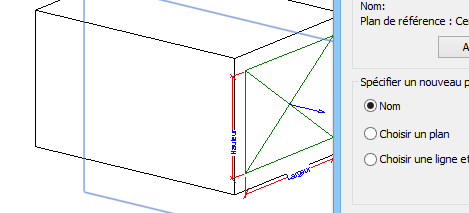 Nom:
Plan de référence : Ce
A
Spécifier un nouveau p
Nom
Choisir un plan
Choisir une ligne et
Hauteur
Largeur